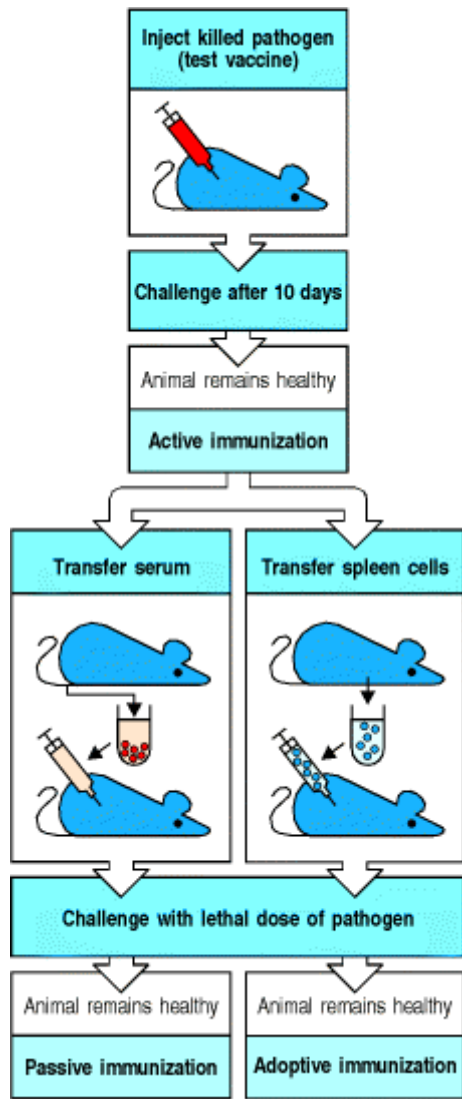 Inject killed pathogen
(test vaccine)
Challenge after 10 days
Animal remains healthy
Active immunization
Transfer serum
Transfer spleen cells
Challenge with lethal dose of pathogen
Animal remains healthy
Passive immunization
Animal remains healthy
Adoptive immunization